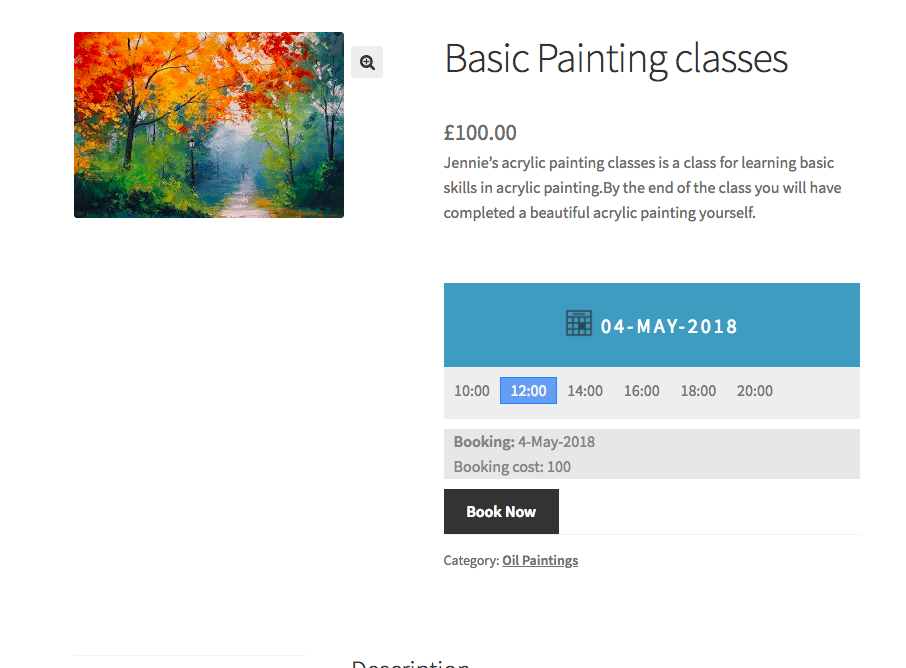 Basic Painting classes
£100.00
Jennie’s acrylic painting classes is a class for learning basic
skills in acrylic painting.By the end of the class you will have
completed a beautiful acrylic painting yourself.
04-MAY-2018
10:00 12:00 14:00 16:00 18:00 20:00
Booking: 4-May-2018
Booking cost: 100
Book Now
Category: Oil Paintings
Description